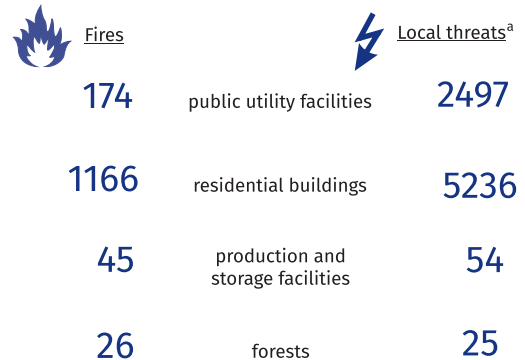 Fires
Local threatsᵃ
174
public utility facilities
2497
1166
residential buildings
5236
45
production and
storage facilities
54
26
forests
25